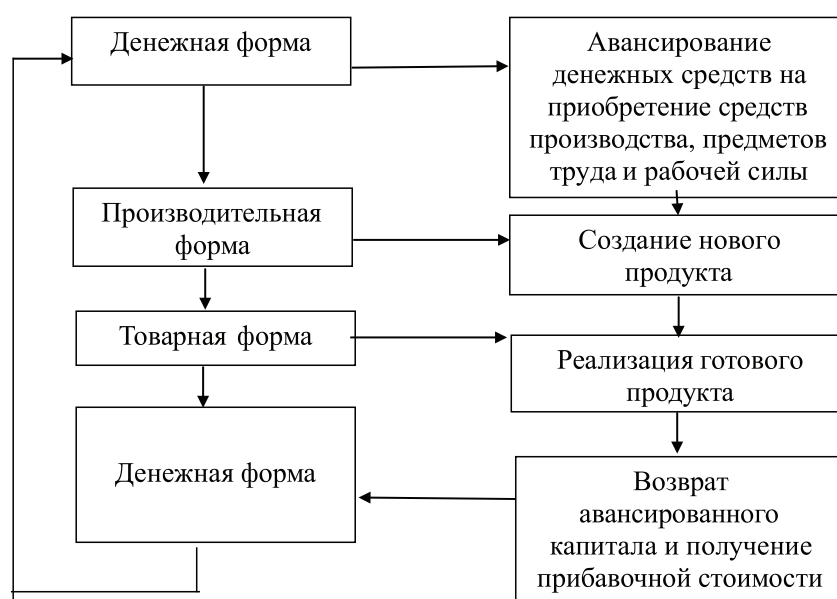 Денежная форма
Авансирование
денежных средств на
приобретение средств
производства, предметов
труда и рабочей силы
Производительная
форма
Создание нового
продукта
Товарная форма
Реализация готового
продукта
Денежная форма
Возврат
авансированного
капитала и получение
прибавочной стоимости